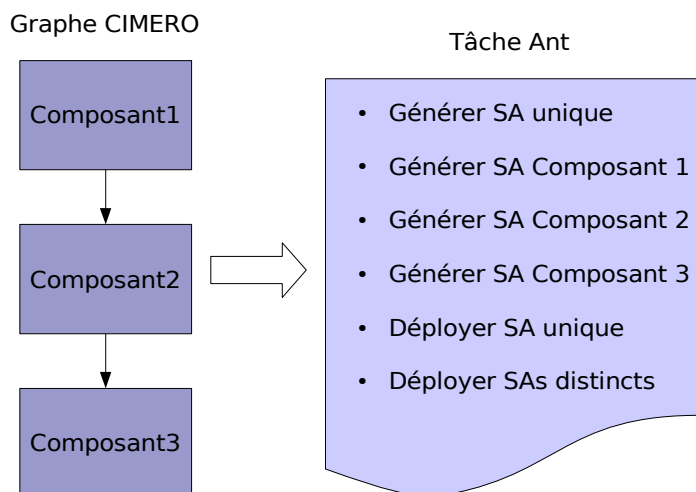 Graphe CIMERO
Composant1
Composant2
Composant3
Tâche Ant
• Générer SA unique
• Générer SA Composant 1
• Générer SA Composant 2
• Générer SA Composant 3
• Déployer SA unique
• Déployer SAs distincts